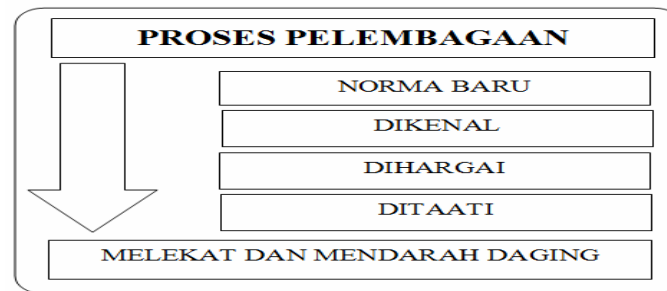 PROSES PELEMBAGAAN
NORMA BARU
DIKENAL
DIHARGAI
DITAATI
MELEKAT DAN MENDARAH DAGING